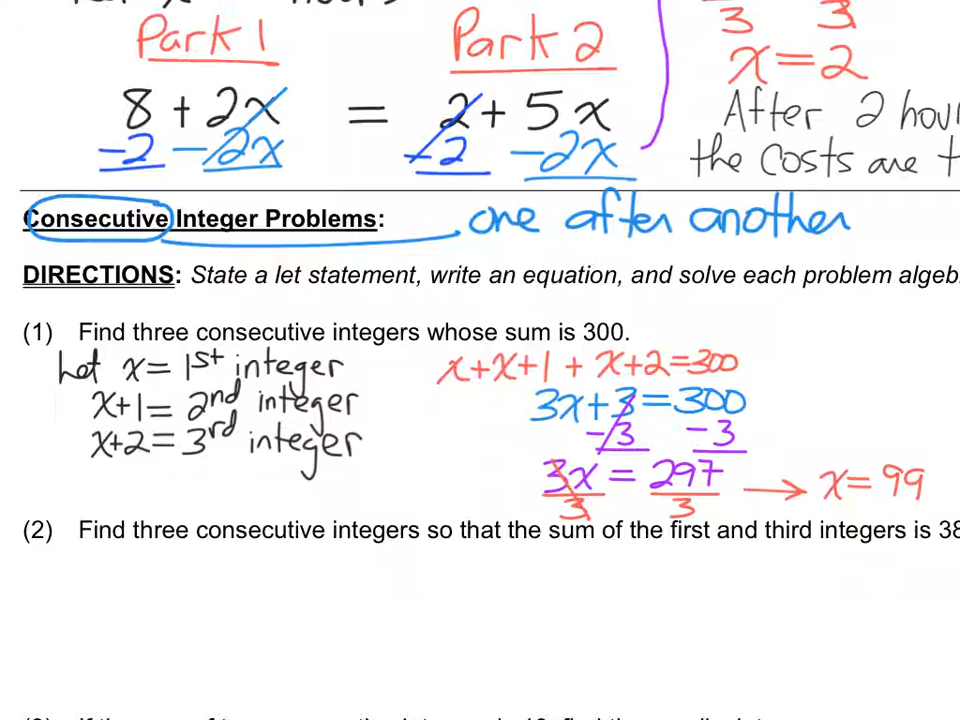 Park 1 Park 2
3 3
x = 2
8 + 2x = 2 + 5x
-2 -2x -2 -2x
After 2 hou
the costs are t
Consecutive Integer Problems: one after another
DIRECTIONS: State a let statement, write an equation, and solve each problem algeb
(1) Find three consecutive integers whose sum is 300.
Let x = 1st integer
x+1 = 2nd integer
x+2 = 3rd integer
x+x+1 + x+2=300
3x+3=300
-3 -3
3x = 297 → x= 99
3 3
(2) Find three consecutive integers so that the sum of the first and third integers is 38